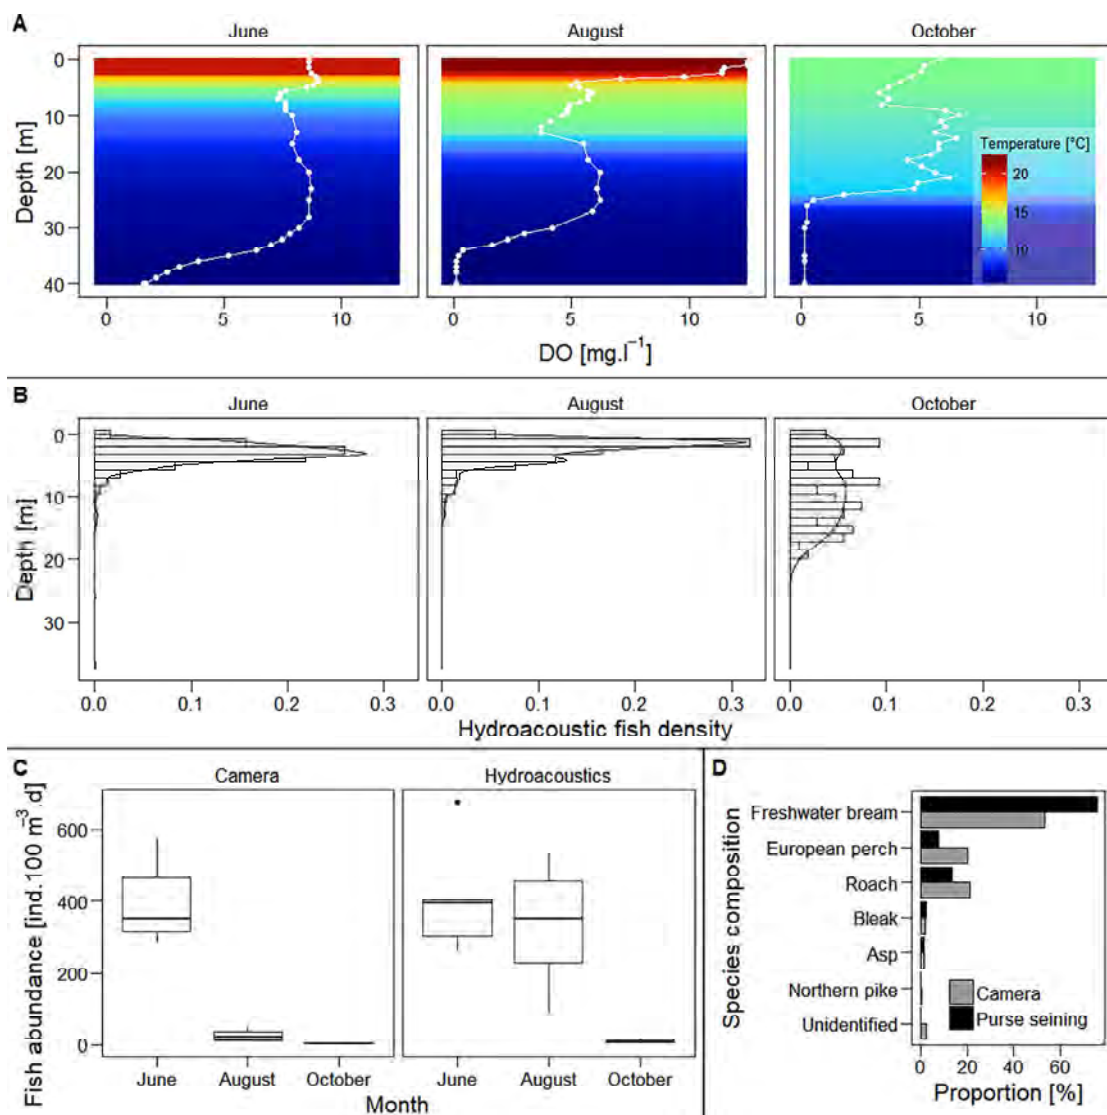 A
June
August
October
Depth [m]
0
10
20
30
40
Temperature [°C]
20
15
10
0 5 10
0 5 10
0 5 10
DO [mg.l⁻¹]
B
June
August
October
Depth [m]
0
10
20
30
0.0 0.1 0.2 0.3
0.0 0.1 0.2 0.3
0.0 0.1 0.2 0.3
Hydroacoustic fish density
C
Camera
Hydroacoustics
Fish abundance [ind.100 m⁻³.d]
600
400
200
0
June August October
June August October
Month
D
Species composition
Freshwater bream
European perch
Roach
Bleak
Asp
Northern pike
Unidentified
Camera
Purse seining
0 20 40 60
Proportion [%]